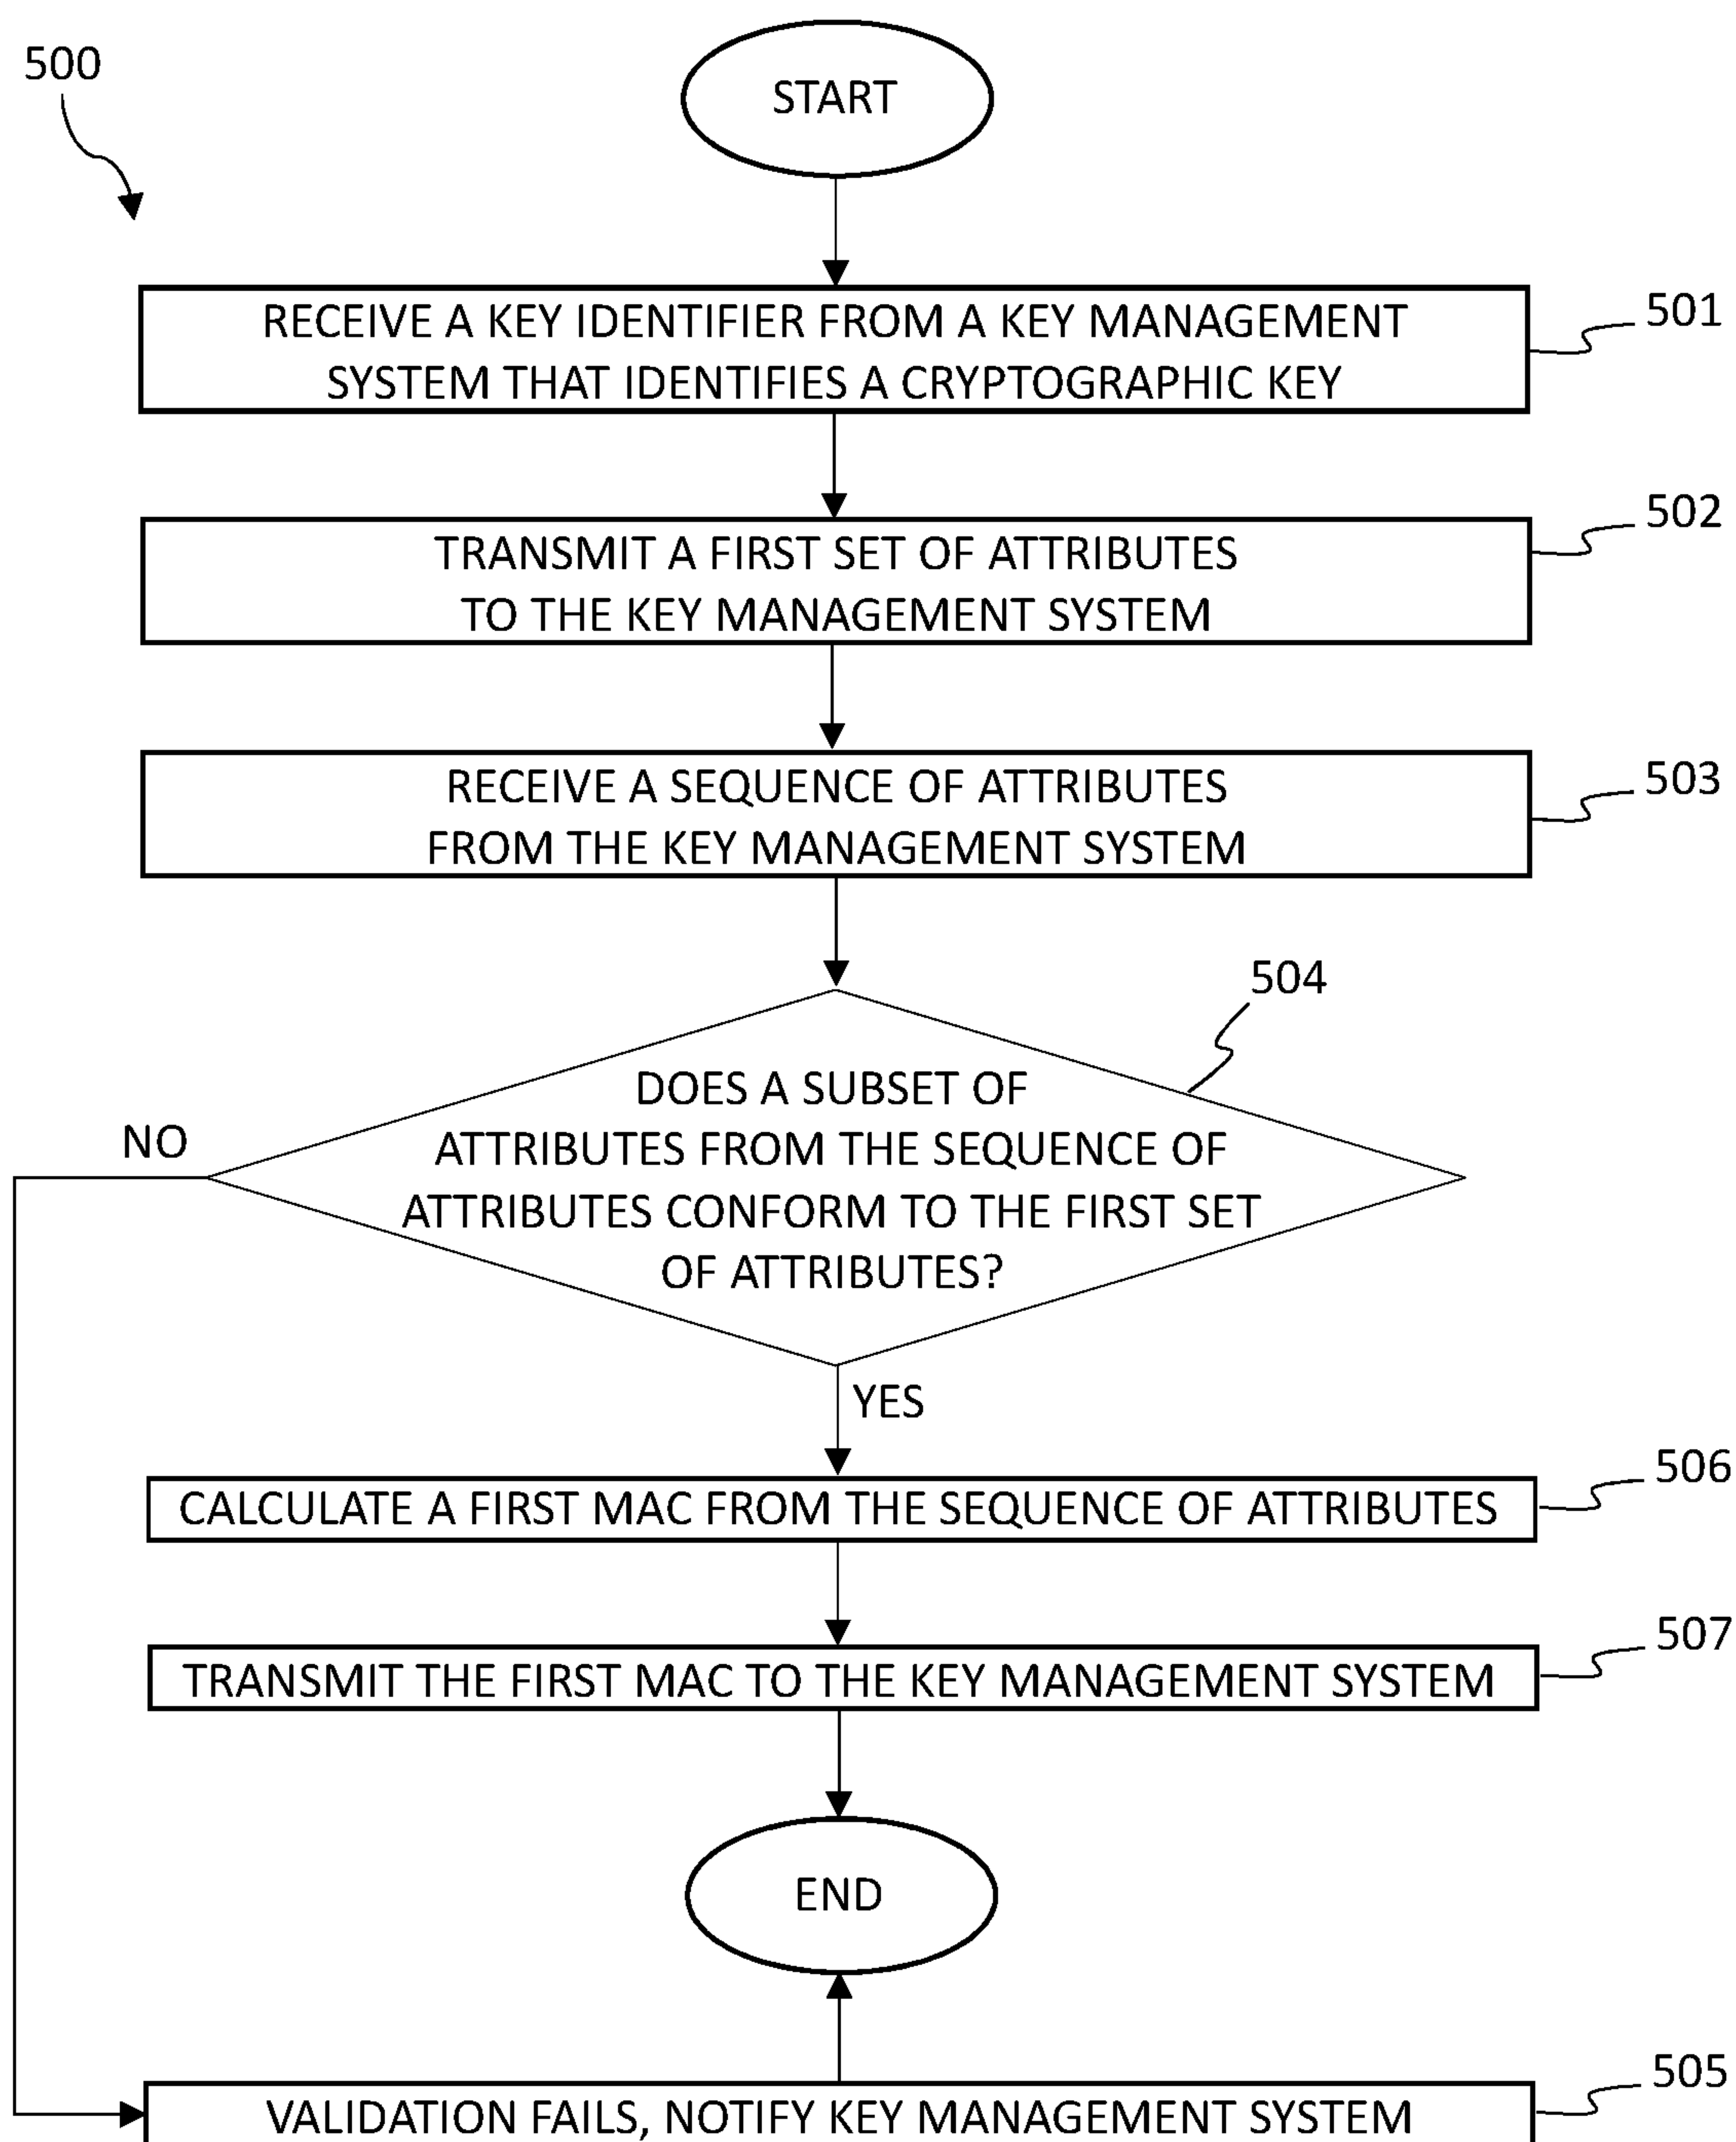 500
START
RECEIVE A KEY IDENTIFIER FROM A KEY MANAGEMENT
SYSTEM THAT IDENTIFIES A CRYPTOGRAPHIC KEY
501
TRANSMIT A FIRST SET OF ATTRIBUTES
TO THE KEY MANAGEMENT SYSTEM
502
RECEIVE A SEQUENCE OF ATTRIBUTES
FROM THE KEY MANAGEMENT SYSTEM
503
504
DOES A SUBSET OF
ATTRIBUTES FROM THE SEQUENCE OF
ATTRIBUTES CONFORM TO THE FIRST SET
OF ATTRIBUTES?
NO
YES
CALCULATE A FIRST MAC FROM THE SEQUENCE OF ATTRIBUTES
506
TRANSMIT THE FIRST MAC TO THE KEY MANAGEMENT SYSTEM
507
END
VALIDATION FAILS, NOTIFY KEY MANAGEMENT SYSTEM
505